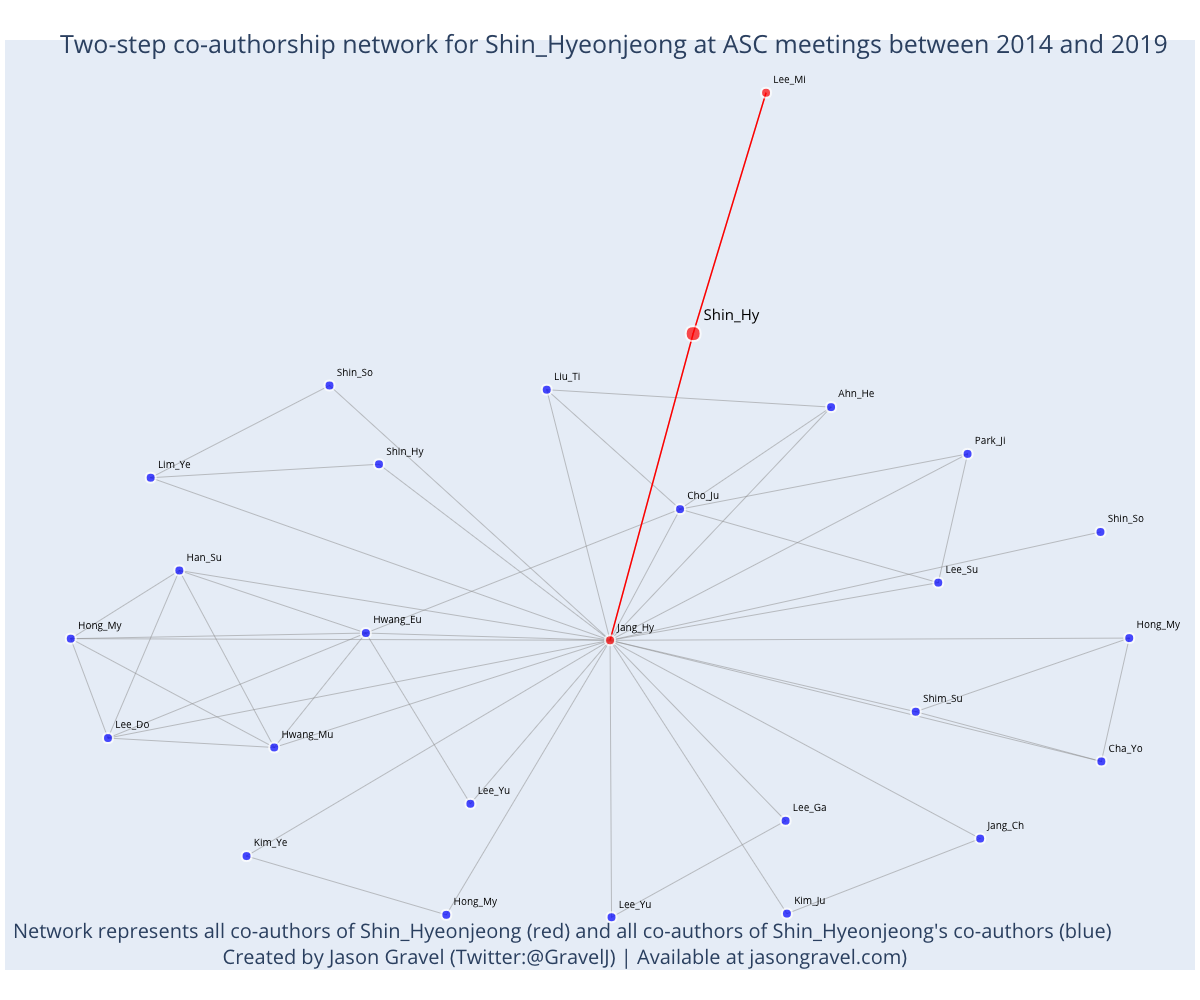 Two-step co-authorship network for Shin_Hyeonjeong at ASC meetings between 2014 and 2019
Lee_Mi
Shin_Hy
Shin_So
Liu_Ti
Ahn_He
Park_Ji
Shin_Hy
Lim_Ye
Cho_Ju
Shin_So
Han_Su
Lee_Su
Hwang_Eu
Hong_My
Jang_Hy
Hong_My
Shim_Su
Lee_Do
Hwang_Mu
Cha_Yo
Lee_Yu
Lee_Ga
Jang_Ch
Kim_Ye
Hong_My
Lee_Yu
Kim_Ju
Network represents all co-authors of Shin_Hyeonjeong (red) and all co-authors of Shin_Hyeonjeong's co-authors (blue)
Created by Jason Gravel (Twitter:@GravelJ) | Available at jasongravel.com)